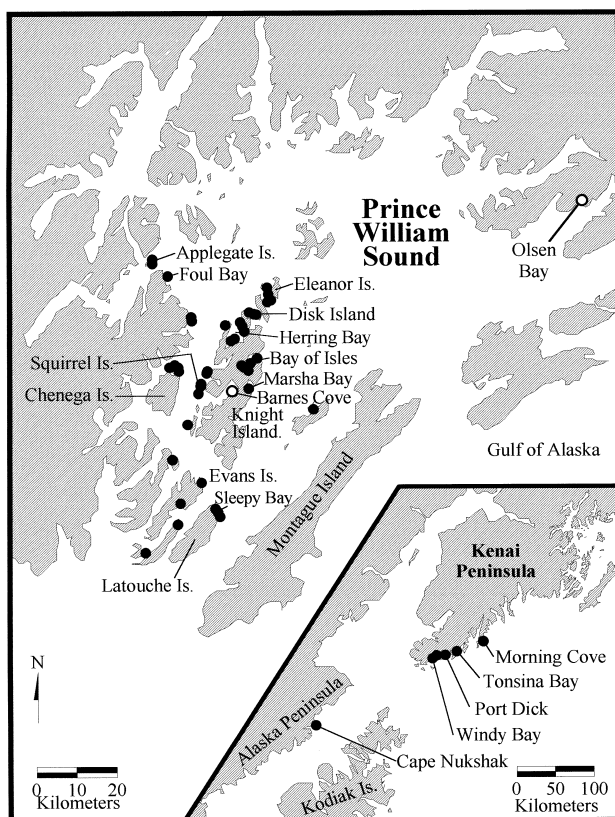 Prince
William
Sound
Olsen
Bay
Applegate Is.
Foul Bay
Eleanor Is.
Disk Island
Herring Bay
Squirrel Is.
Bay of Isles
Marsha Bay
Chenega Is.
Barnes Cove
Knight
Island.
Gulf of Alaska
Evans Is.
Sleepy Bay
Montague Island
Latouche Is.
Kenai
Peninsula
Morning Cove
Tonsina Bay
Port Dick
Windy Bay
Alaska Peninsula
Cape Nukshak
Kodiak Is.
N
0 10 20
Kilometers
0 50 100
Kilometers